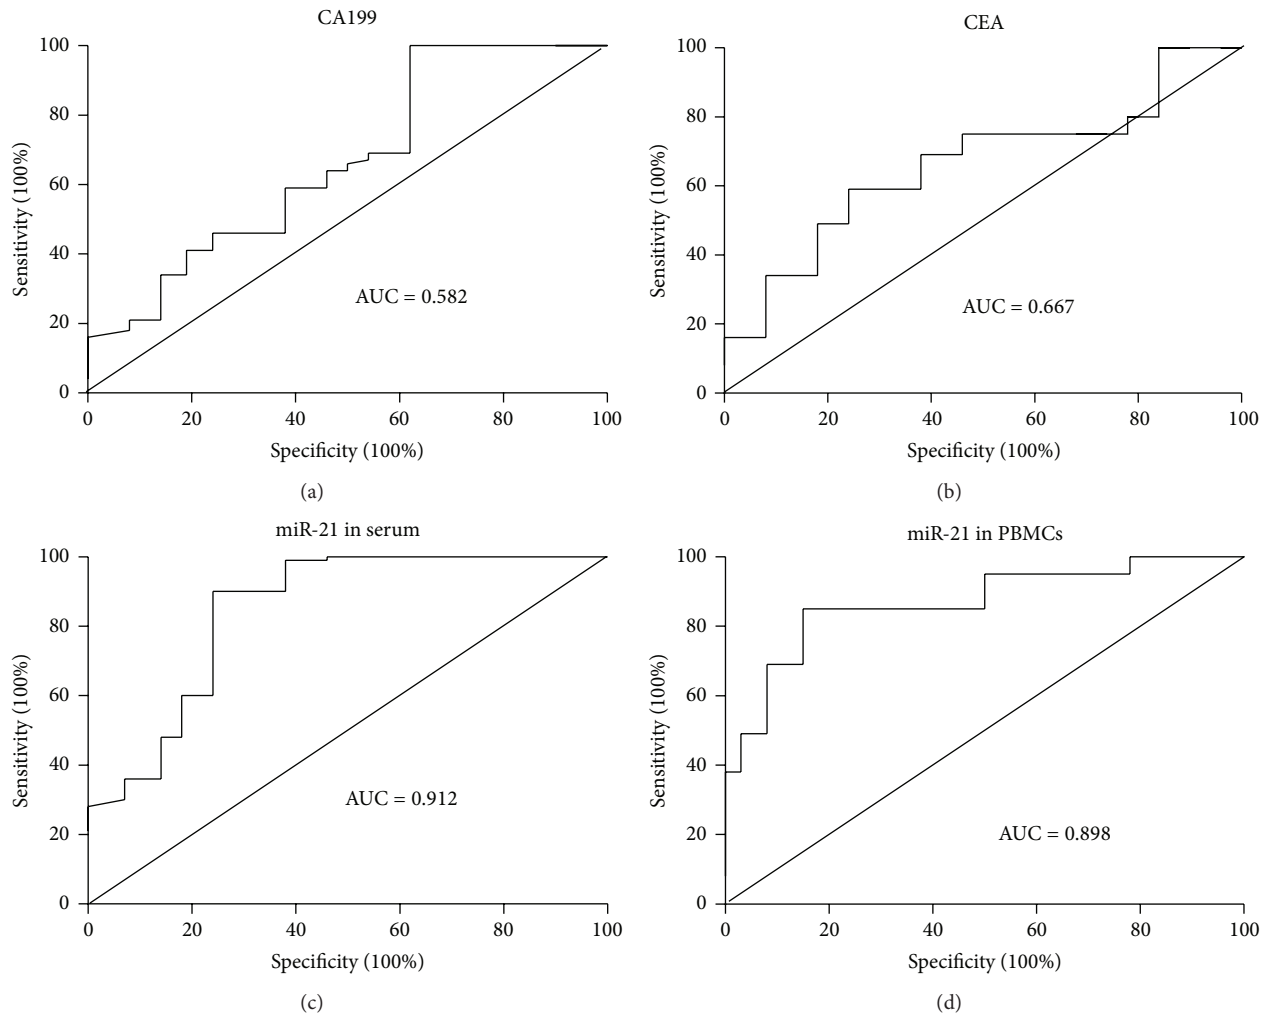 CA199
100
80
60
40
20
0
Sensitivity (100%)
AUC = 0.582
0 20 40 60 80 100
Specificity (100%)
(a)
CEA
100
80
60
40
20
0
Sensitivity (100%)
AUC = 0.667
0 20 40 60 80 100
Specificity (100%)
(b)
miR-21 in serum
100
80
60
40
20
0
Sensitivity (100%)
AUC = 0.912
0 20 40 60 80 100
Specificity (100%)
(c)
miR-21 in PBMCs
100
80
60
40
20
0
Sensitivity (100%)
AUC = 0.898
0 20 40 60 80 100
Specificity (100%)
(d)